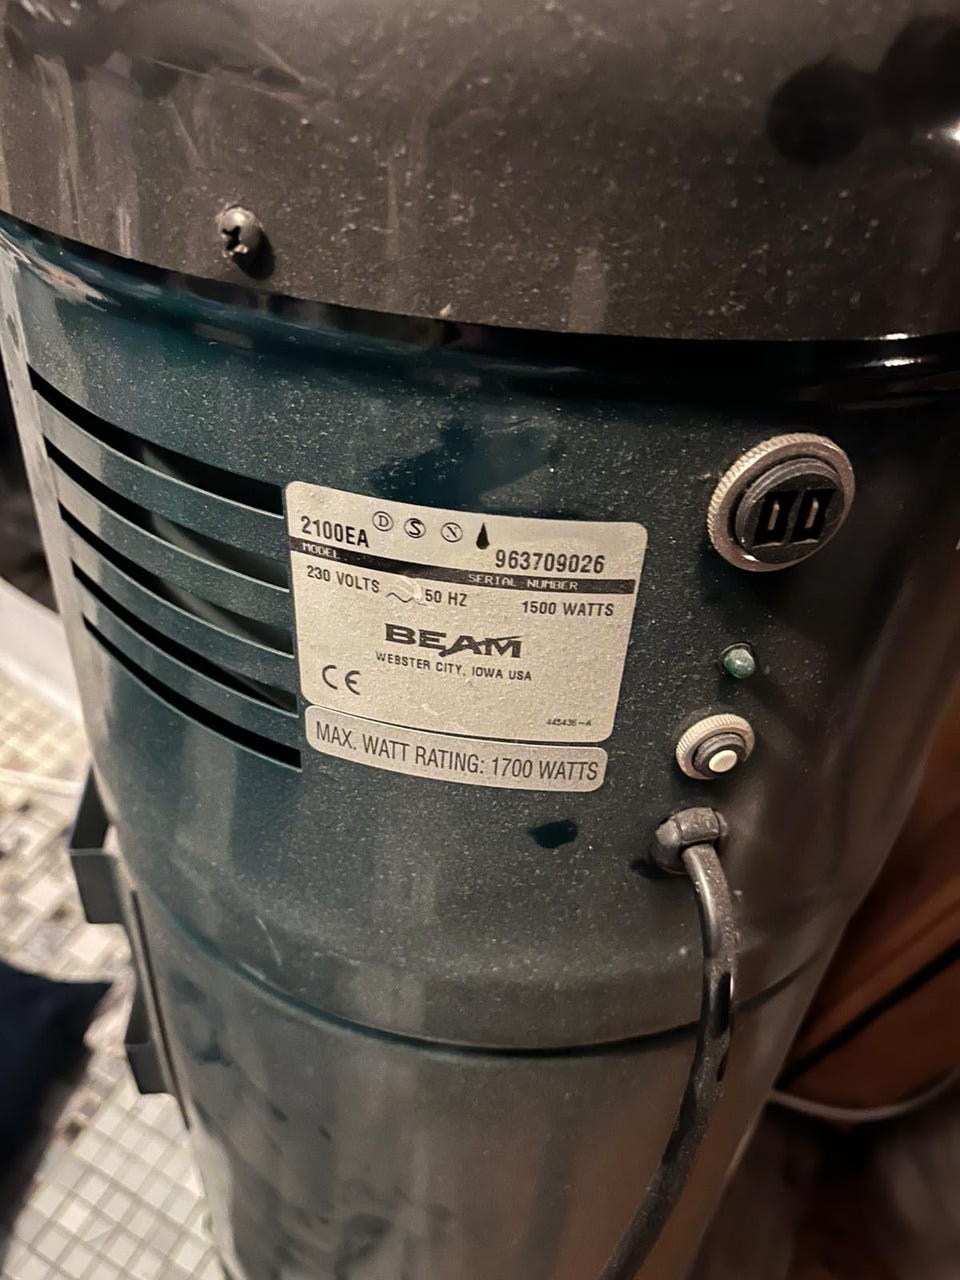 2100EA D S N 963709026
MODEL SERIAL NUMBER
230 VOLTS ~ 50 HZ 1500 WATTS
BEAM
WEBSTER CITY, IOWA USA
CE
445436-A
MAX. WATT RATING: 1700 WATTS